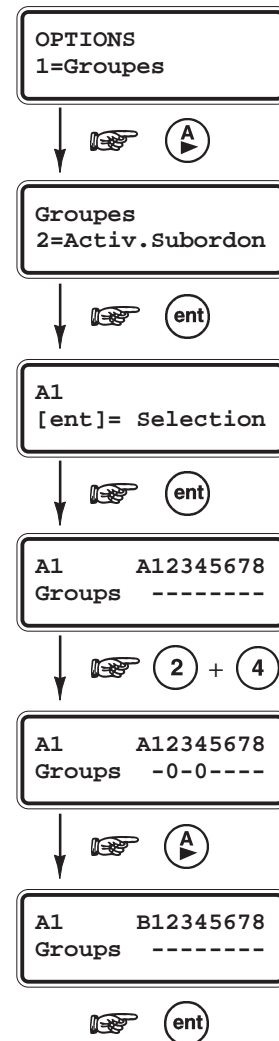 OPTIONS
1=Groupes
A
Groupes
2=Activ.Subordon
ent
A1
[ent]= Selection
ent
A1 A12345678
Groups --------
2 + 4
A1 A12345678
Groups -0-0----
A
A1 B12345678
Groups --------
ent